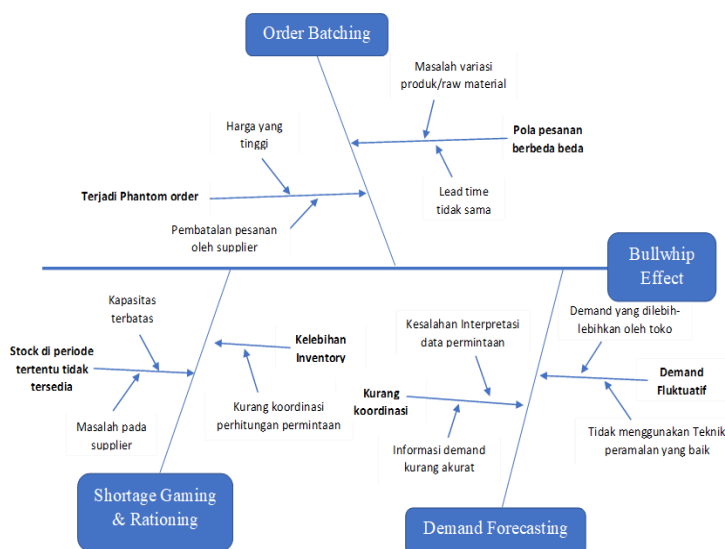 Order Batching
Masalah variasi
produk/raw material
Harga yang
tinggi
Pola pesanan
berbeda beda
Terjadi Phantom order
Lead time
tidak sama
Pembatalan pesanan
oleh supplier
Bullwhip
Effect
Kapasitas
terbatas
Demand yang dilebih-
lebihkan oleh toko
Kesalahan Interpretasi
data permintaan
Stock di periode
tertentu tidak
tersedia
Kelebihan
Inventory
Kurang
koordinasi
Demand
Fluktuatif
Kurang koordinasi
perhitungan permintaan
Masalah pada
supplier
Informasi demand
kurang akurat
Tidak menggunakan Teknik
peramalan yang baik
Shortage Gaming
& Rationing
Demand Forecasting